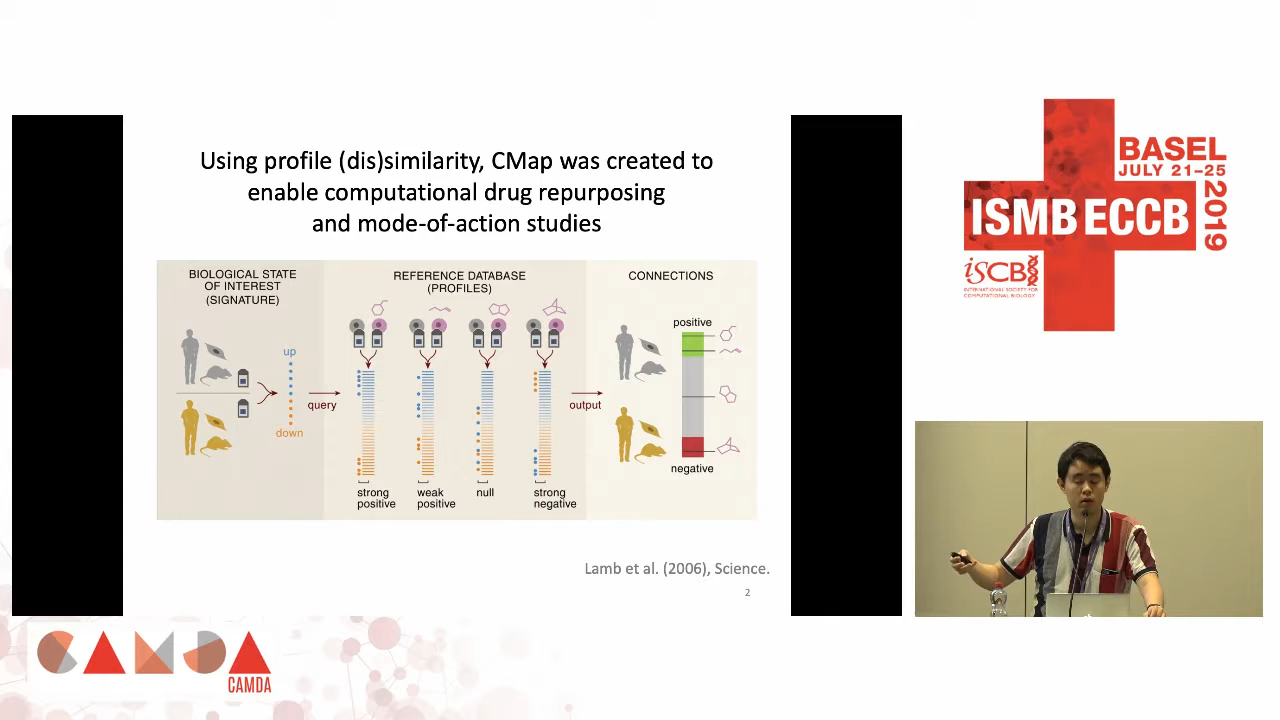 Using profile (dis)similarity, CMap was created to
enable computational drug repurposing
and mode-of-action studies
BIOLOGICAL STATE
OF INTEREST
(SIGNATURE)
REFERENCE DATABASE
(PROFILES)
CONNECTIONS
up
down
query
strong
positive
weak
positive
null
strong
negative
output
positive
negative
Lamb et al. (2006), Science.
2
BASEL
JULY 21–25
2019
ISMB ECCB
ISCB
INTERNATIONAL SOCIETY FOR
COMPUTATIONAL BIOLOGY
CAMDA
CAMDA